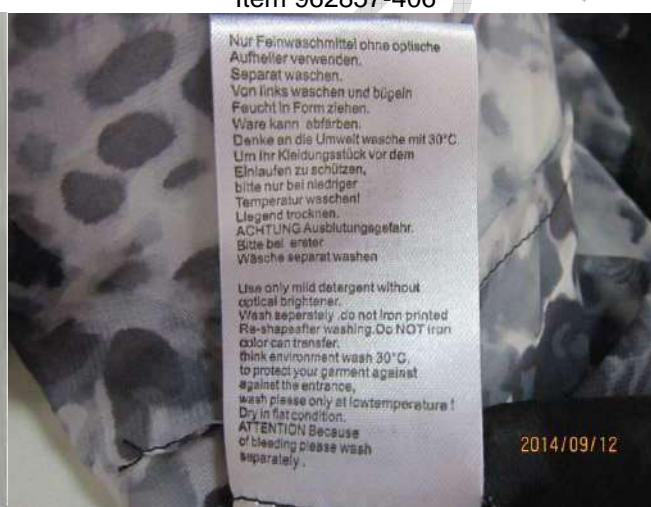 Item 962857-406
Nur Feinwaschmittel ohne optische
Aufheller verwenden.
Separat waschen.
Von links waschen und bügeln
Feucht in Form ziehen.
Ware kann abfärben.
Denke an die Umwelt wasche mit 30°C.
Um Ihr Kleidungsstück vor dem
Einlaufen zu schützen,
bitte nur bei niedriger
Temperatur waschen!
Liegend trocknen.
ACHTUNG Ausblutungsgefahr.
Bitte bei erster
Wäsche separat washen
Use only mild detergent without
optical brightener.
Wash seperately .do not iron printed
Re-shapeafter washing.Do NOT iron
color can transfer.
think environment wash 30°C,
to protect your garment against
against the entrance,
wash please only at lowtemperature !
Dry in flat condition.
ATTENTION Because
of bleeding please wash
separately .
2014/09/12